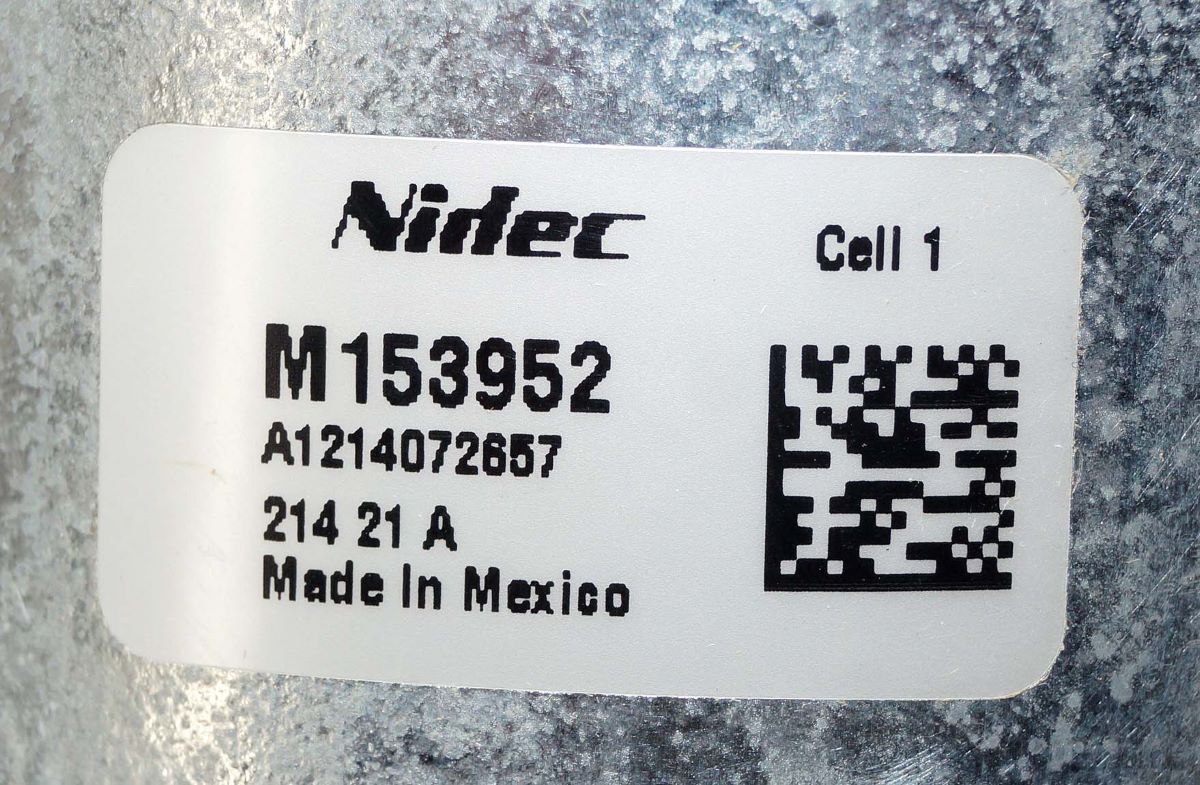 Nidec
Cell 1
M153952
A1214072657
214 21 A
Made In Mexico